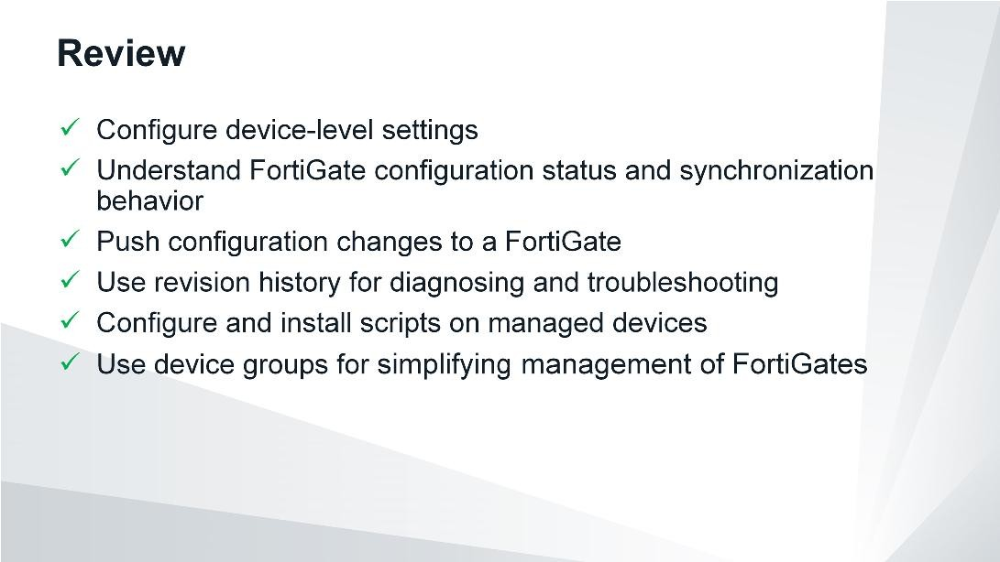 Review
✓ Configure device-level settings
✓ Understand FortiGate configuration status and synchronization
behavior
✓ Push configuration changes to a FortiGate
✓ Use revision history for diagnosing and troubleshooting
✓ Configure and install scripts on managed devices
✓ Use device groups for simplifying management of FortiGates